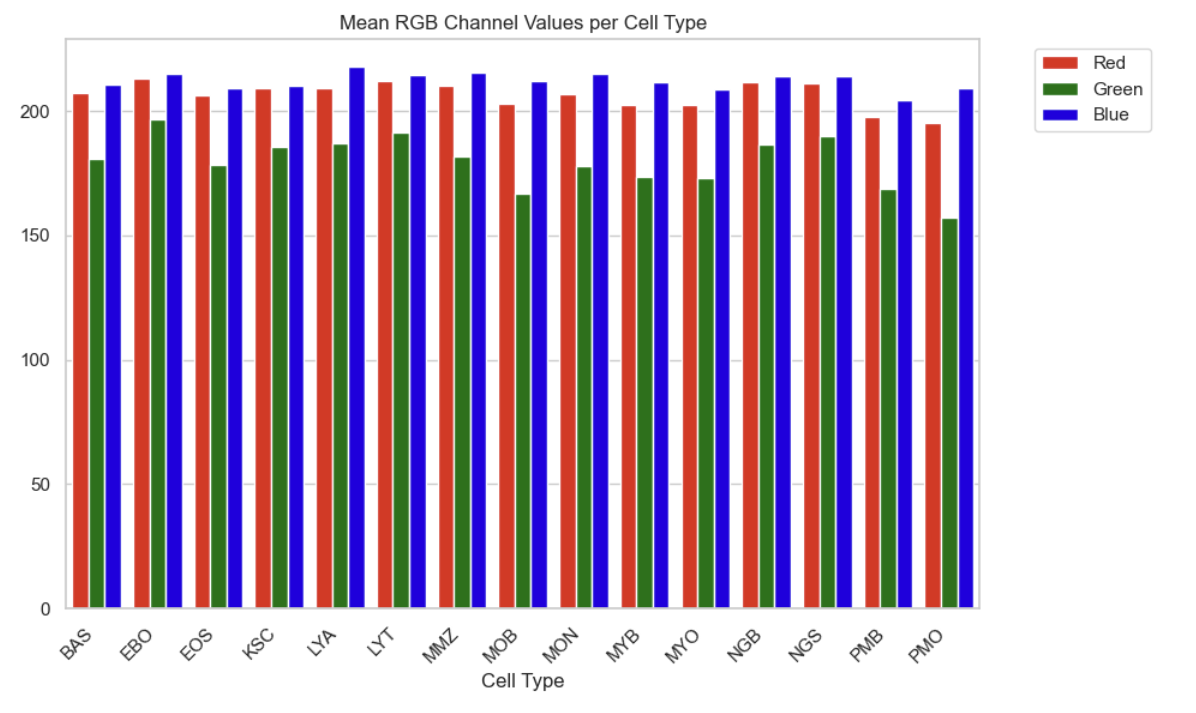 Mean RGB Channel Values per Cell Type
Red
Green
Blue
200
150
100
50
0
BAS
EBO
EOS
KSC
LYA
LYT
MMZ
MOB
MON
MYB
MYO
NGB
NGS
PMB
PMO
Cell Type